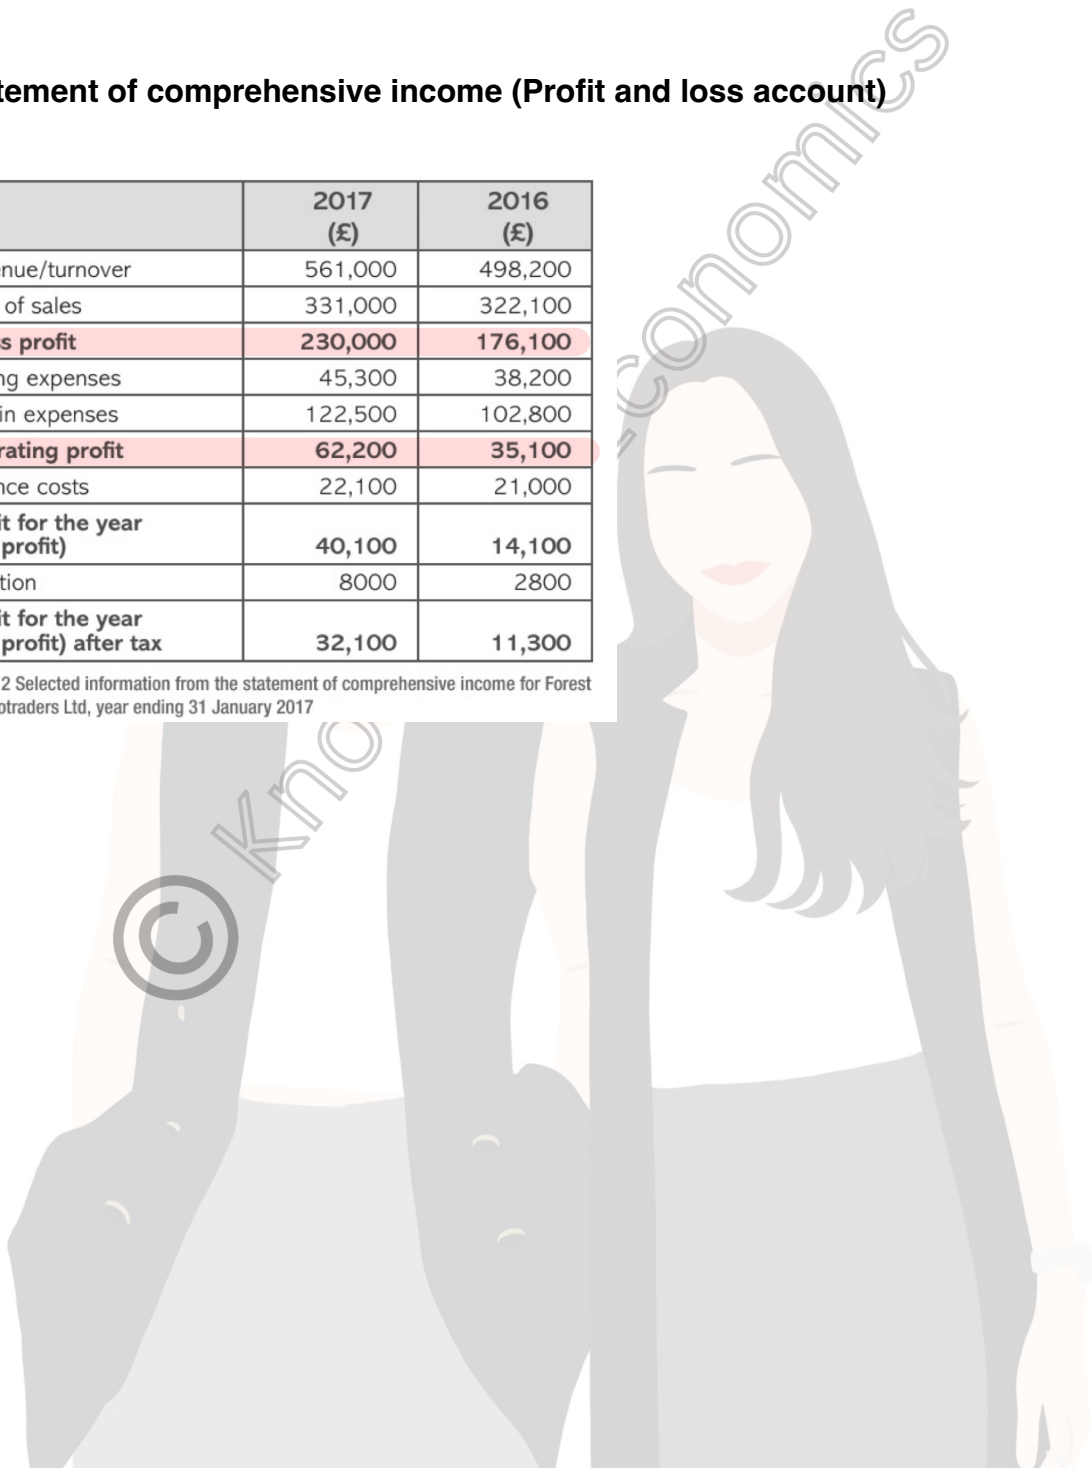 tement of comprehensive income (Profit and loss account)
2017 2016
(£) (£)
enue/turnover 561,000 498,200
of sales 331,000 322,100
s profit 230,000 176,100
ng expenses 45,300 38,200
in expenses 122,500 102,800
rating profit 62,200 35,100
nce costs 22,100 21,000
it for the year
profit) 40,100 14,100
tion 8000 2800
it for the year
profit) after tax 32,100 11,300
2 Selected information from the statement of comprehensive income for Forest
otraders Ltd, year ending 31 January 2017
© Kno
conomics